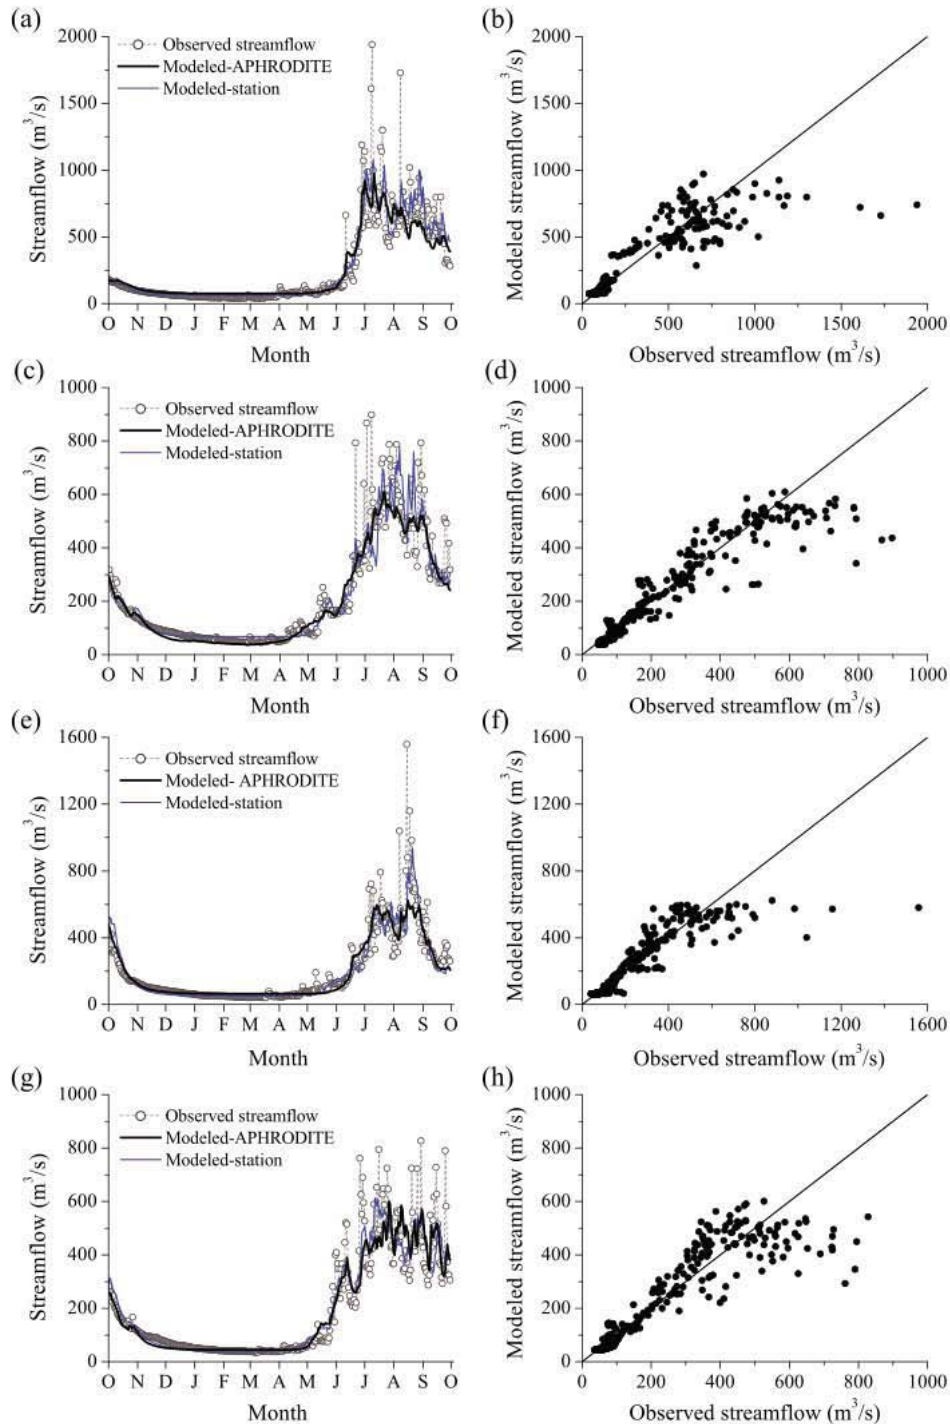 (a)
2000
1500
1000
500
0
Streamflow (m³/s)
Observed streamflow
Modeled-APHRODITE
Modeled-station
O N D J F M A M J J A S O
Month
(b)
2000
1500
1000
500
0
Modeled streamflow (m³/s)
0 500 1000 1500 2000
Observed streamflow (m³/s)
(c)
1000
800
600
400
200
0
Streamflow (m³/s)
Observed streamflow
Modeled-APHRODITE
Modeled-station
O N D J F M A M J J A S O
Month
(d)
1000
800
600
400
200
0
Modeled streamflow (m³/s)
0 200 400 600 800 1000
Observed streamflow (m³/s)
(e)
1600
1200
800
400
0
Streamflow (m³/s)
Observed streamflow
Modeled- APHRODITE
Modeled-station
O N D J F M A M J J A S O
Month
(f)
1600
1200
800
400
0
Modeled streamflow (m³/s)
0 400 800 1200 1600
Observed streamflow (m³/s)
(g)
1000
800
600
400
200
0
Streamflow (m³/s)
Observed streamflow
Modeled-APHRODITE
Modeled-station
O N D J F M A M J J A S O
Month
(h)
1000
800
600
400
200
0
Modeled streamflow (m³/s)
0 200 400 600 800 1000
Observed streamflow (m³/s)